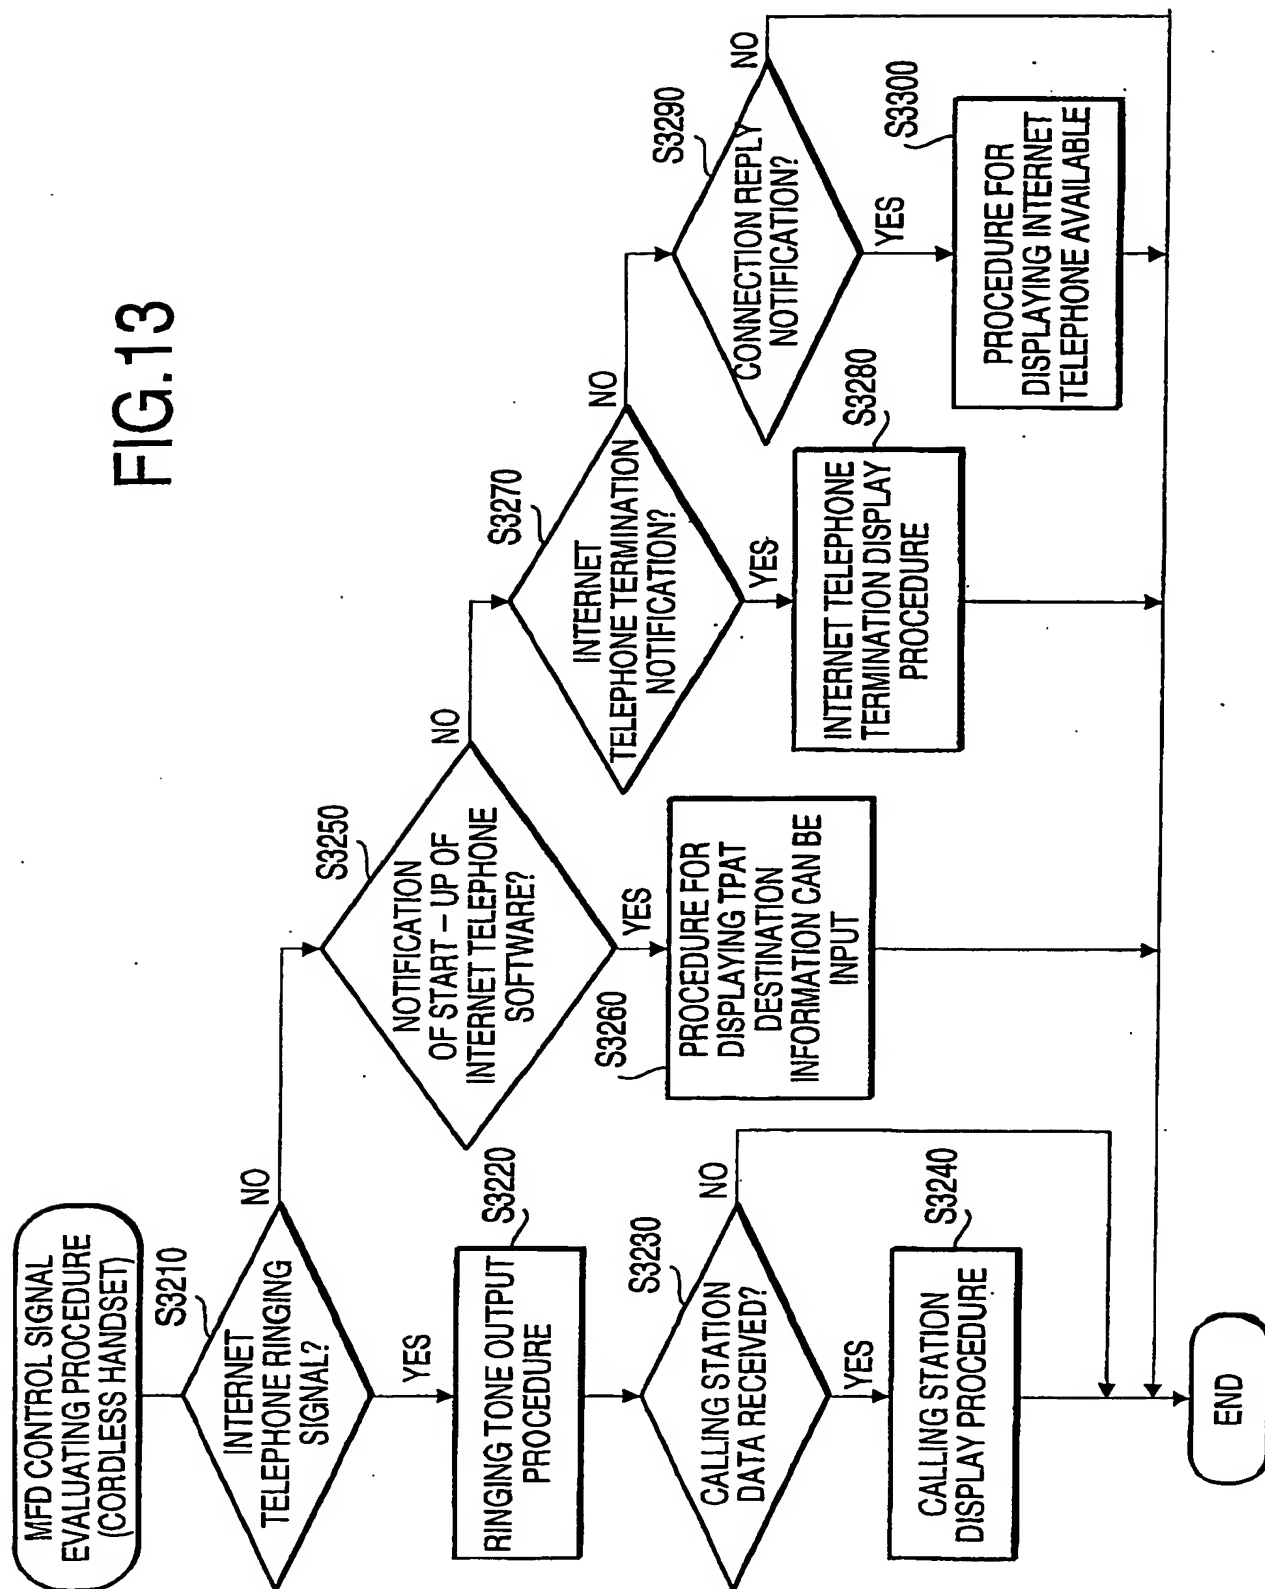 FIG.13
MFD CONTROL SIGNAL
EVALUATING PROCEDURE
(CORDLESS HANDSET)
S3210
INTERNET
TELEPHONE RINGING
SIGNAL?
NO
YES
S3220
RINGING TONE OUTPUT
PROCEDURE
S3230
CALLING STATION
DATA RECEIVED?
NO
YES
S3240
CALLING STATION
DISPLAY PROCEDURE
S3250
NOTIFICATION
OF START-UP OF
INTERNET TELEPHONE
SOFTWARE?
NO
YES
S3260
PROCEDURE FOR
DISPLAYING TPAT
DESTINATION
INFORMATION CAN BE
INPUT
S3270
INTERNET
TELEPHONE TERMINATION
NOTIFICATION?
NO
YES
S3280
INTERNET TELEPHONE
TERMINATION DISPLAY
PROCEDURE
S3290
CONNECTION REPLY
NOTIFICATION?
NO
YES
S3300
PROCEDURE FOR
DISPLAYING INTERNET
TELEPHONE AVAILABLE
END